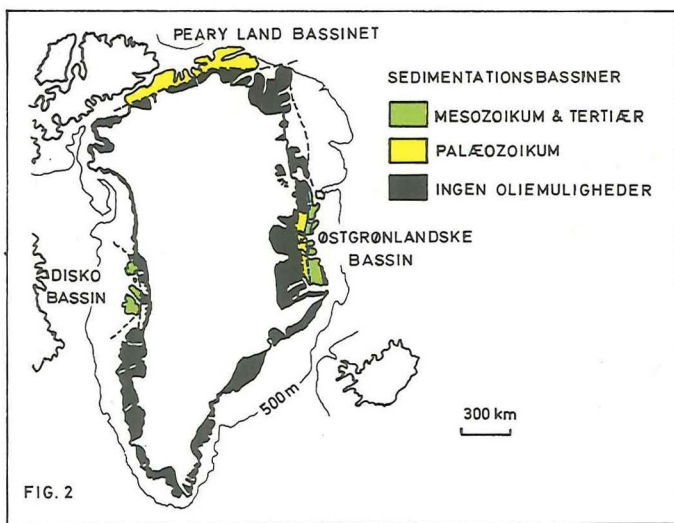 PEARY LAND BASSINET
SEDIMENTATIONSBASSINER
MESOZOIKUM & TERTIÆR
PALÆOZOIKUM
INGEN OLIEMULIGHEDER
ØSTGRØNLANDSKE
BASSIN
DISKO
BASSIN
500 m
300 km
FIG. 2